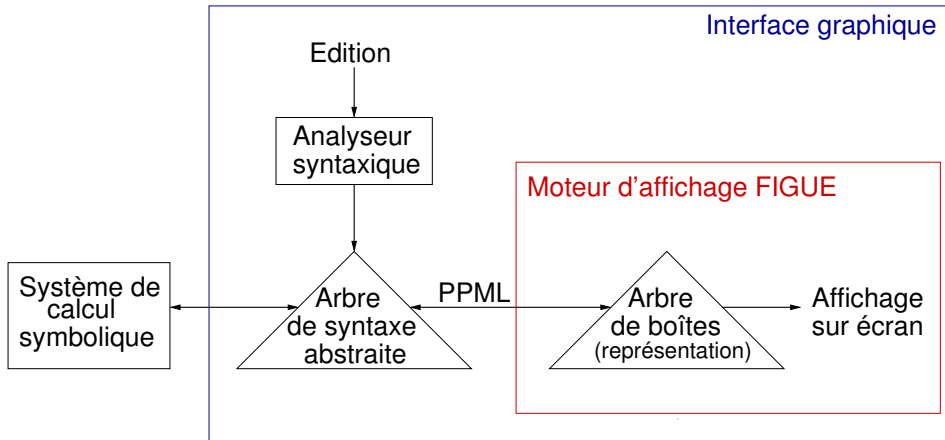 Interface graphique
Edition
Analyseur
syntaxique
Moteur d'affichage FIGUE
Système de
calcul
symbolique
Arbre
de syntaxe
abstraite
PPML
Arbre
de boîtes
(représentation)
Affichage
sur écran